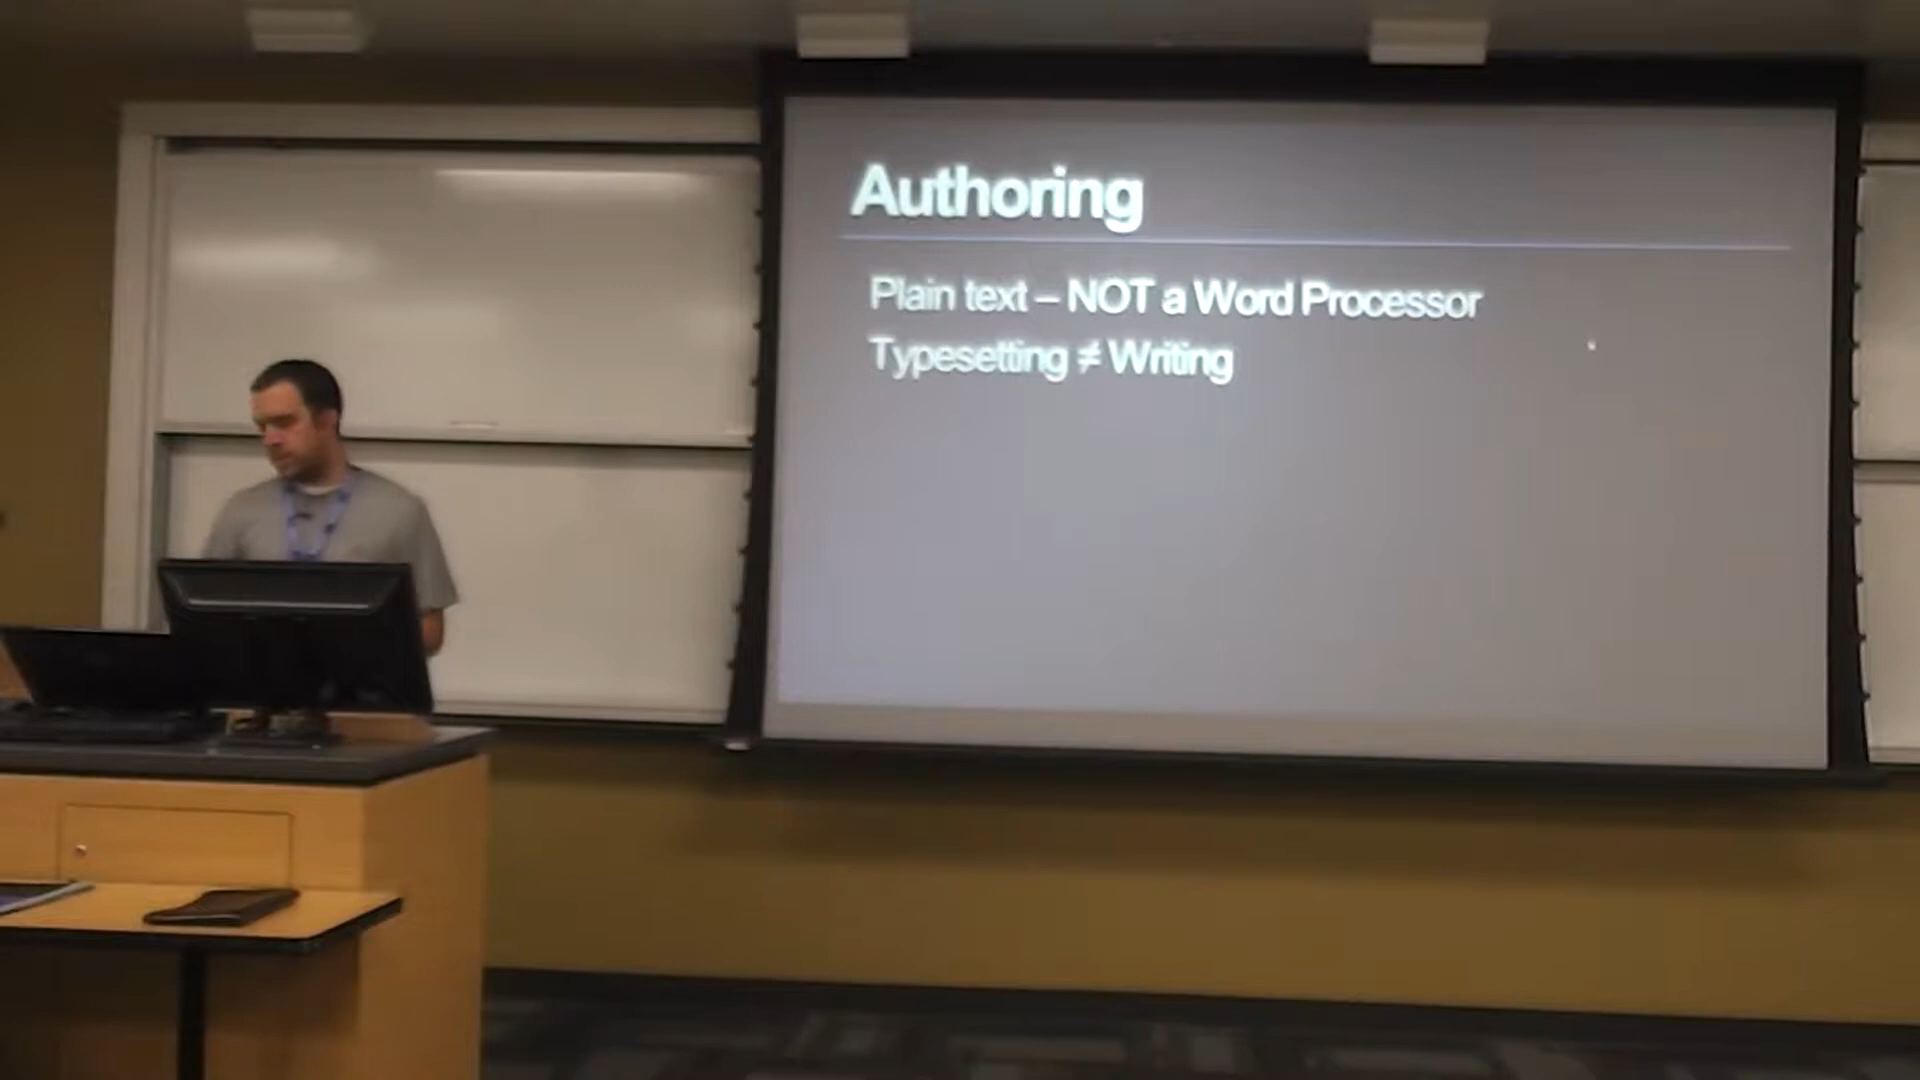 Authoring
Plain text – NOT a Word Processor
Typesetting ≠ Writing